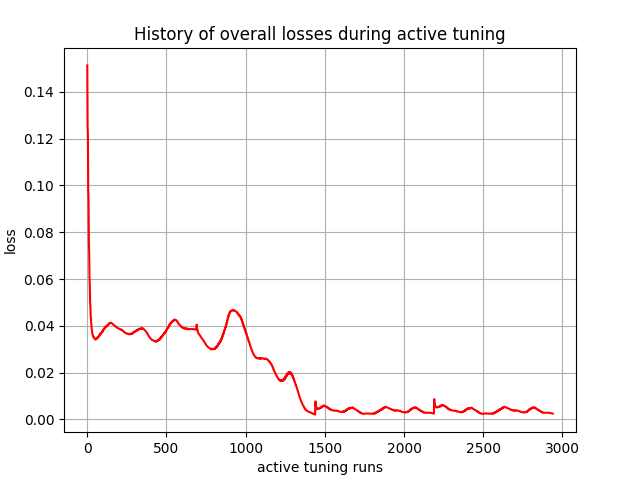 History of overall losses during active tuning
0.14
0.12
0.10
0.08
0.06
0.04
0.02
0.00
loss
0 500 1000 1500 2000 2500 3000
active tuning runs